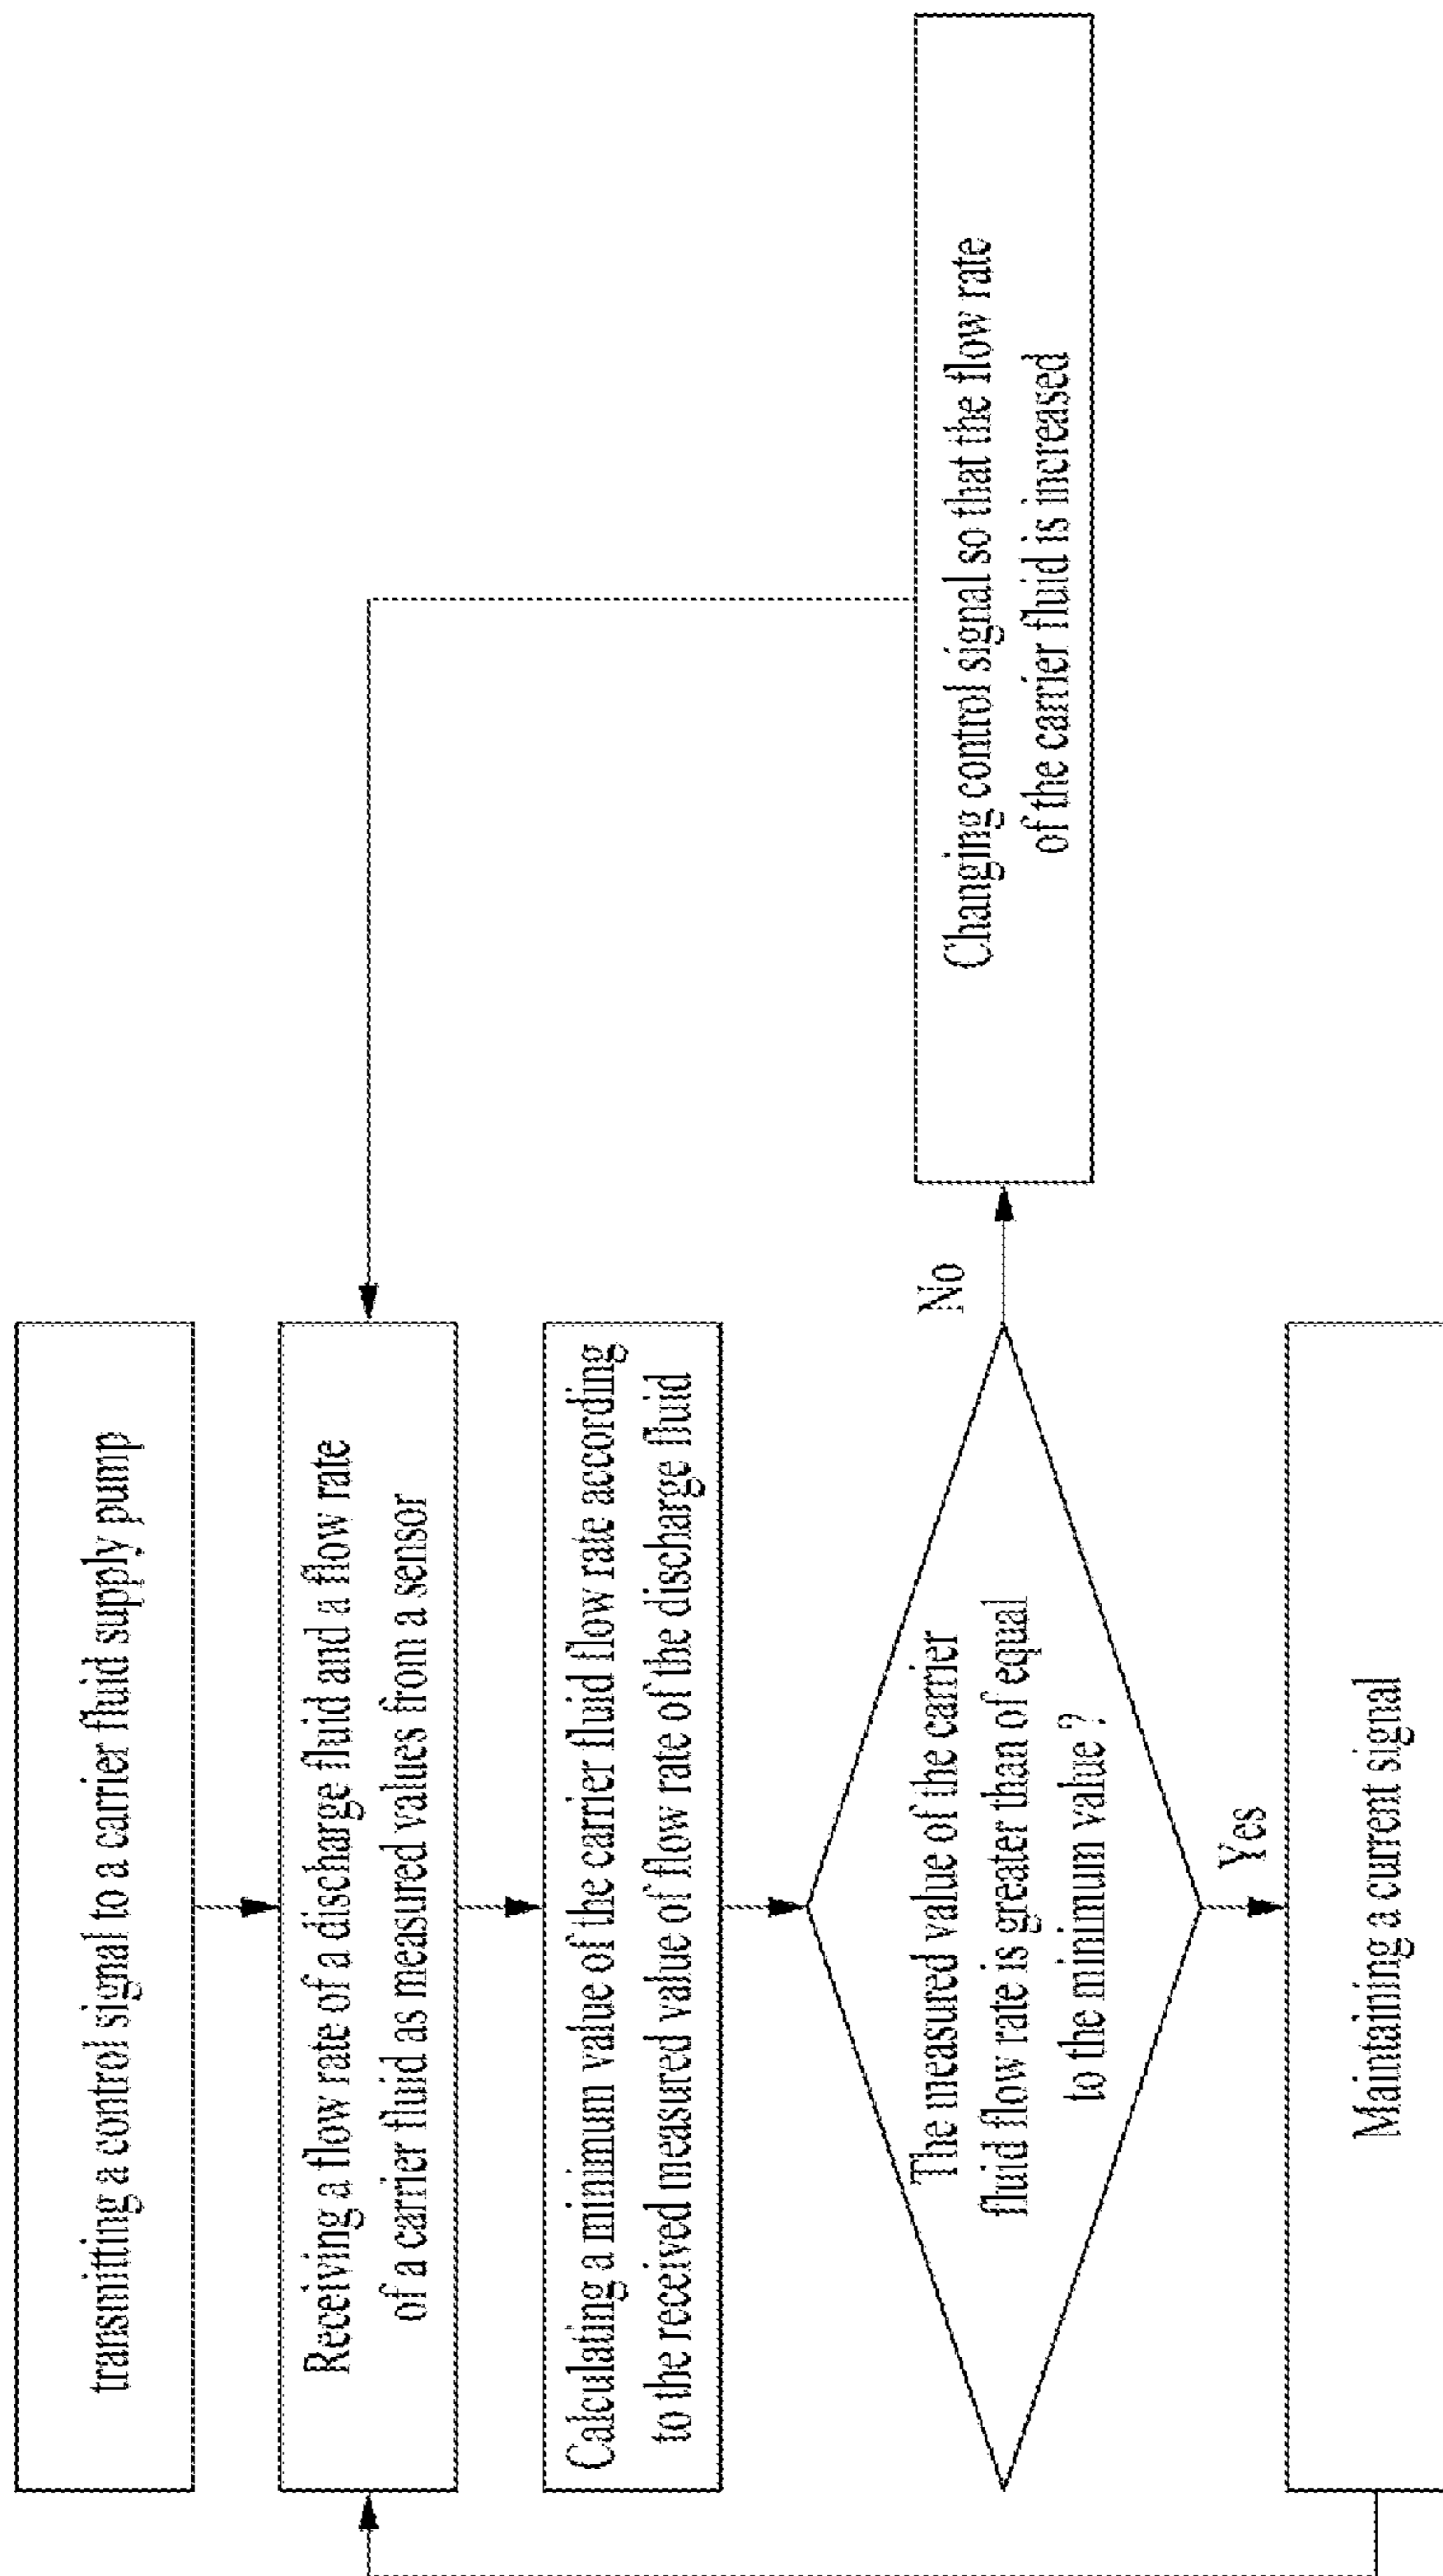 transmitting a control signal to a carrier fluid supply pump
Receiving a flow rate of a discharge fluid and a flow rate
of a carrier fluid as measured values from a sensor
Calculating a minimum value of the carrier fluid flow rate according
to the received measured value of flow rate of the discharge fluid
The measured value of the carrier
fluid flow rate is greater than of equal
to the minimum value ?
No
Changing control signal so that the flow rate
of the carrier fluid is increased
Yes
Maintaining a current signal